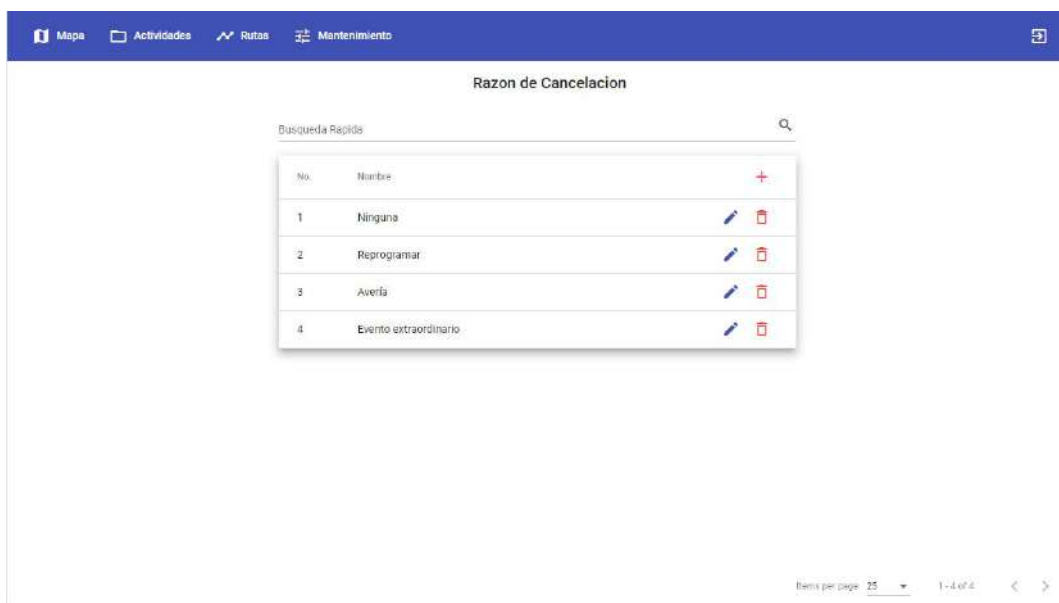 Mapa Actividades Rutas Mantenimiento
Razon de Cancelacion
Busqueda Rapida
No. Nombre
1 Ninguna
2 Reprogramar
3 Avería
4 Evento extraordinario
Items per page 25 1 - 4 of 4